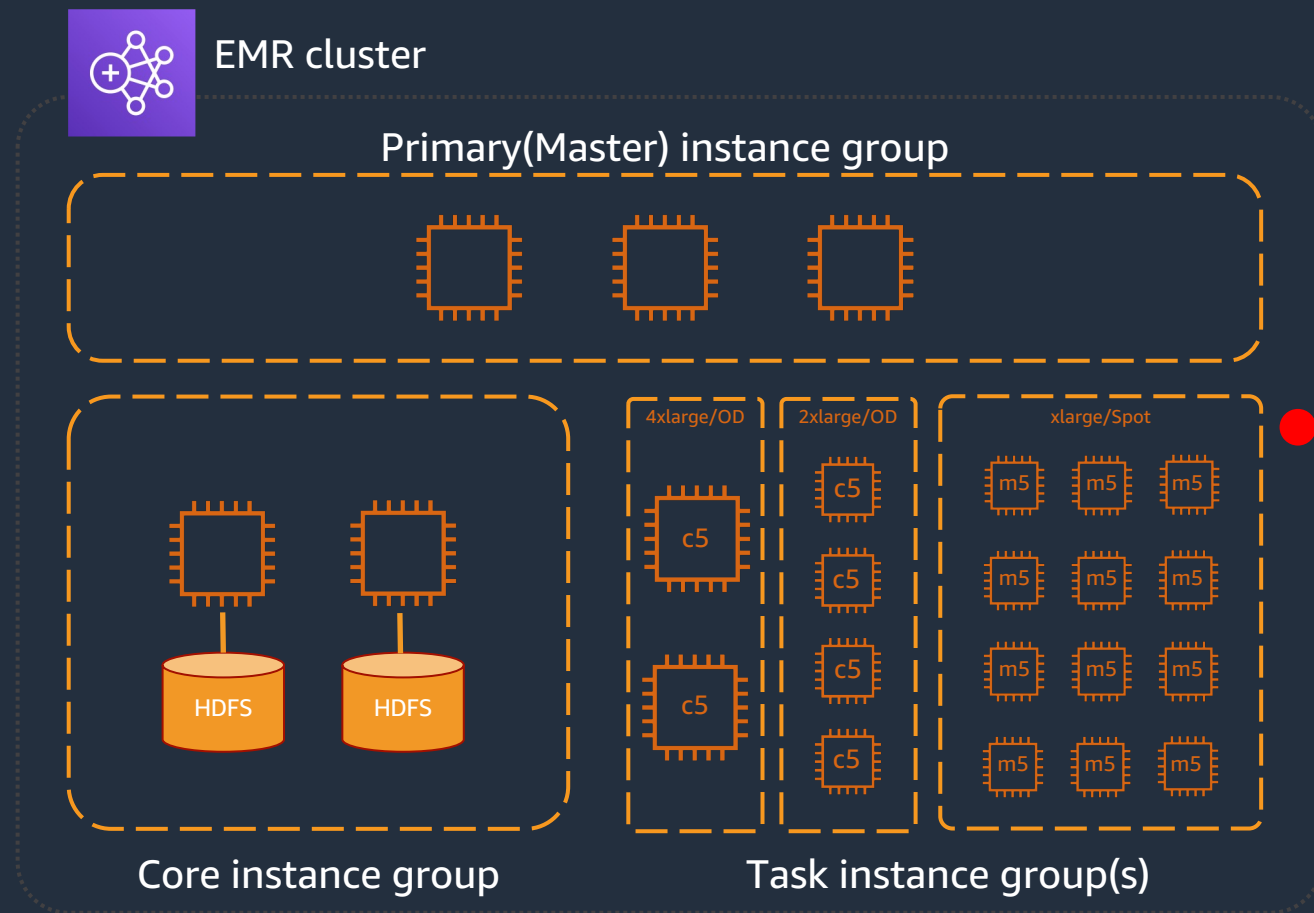 EMR cluster
Primary(Master) instance group
4xlarge/OD
2xlarge/OD
xlarge/Spot
c5
c5
c5
c5
c5
c5
m5 m5 m5
m5 m5 m5
m5 m5 m5
m5 m5 m5
HDFS
HDFS
Core instance group
Task instance group(s)